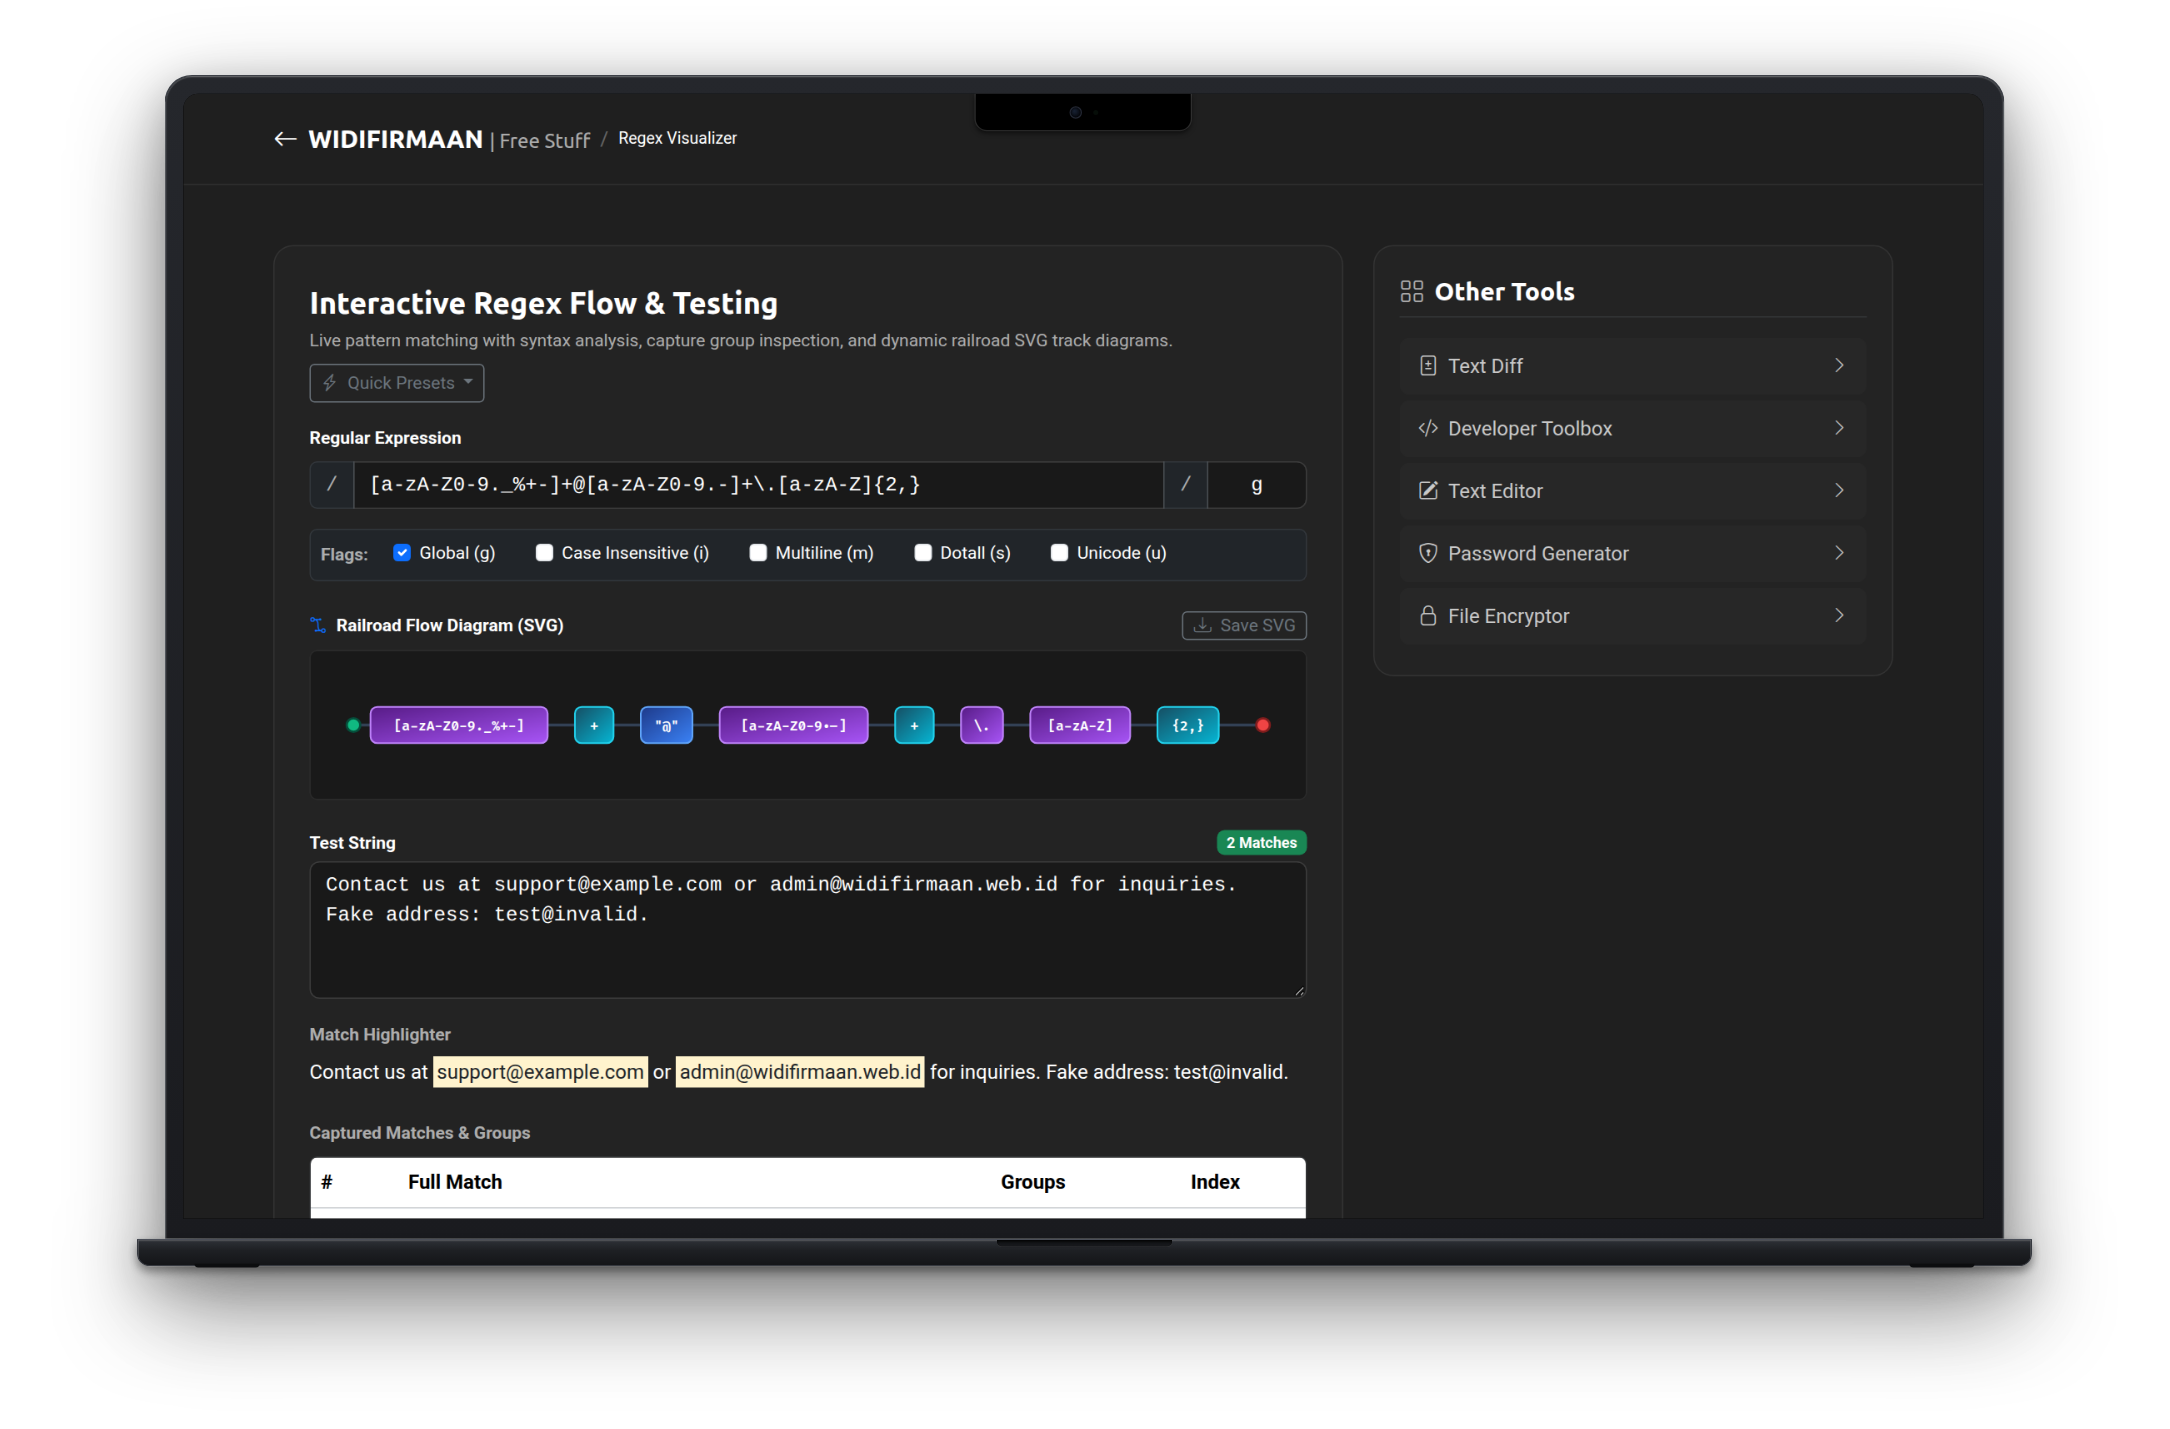 WIDIFIRMAAN | Free Stuff / Regex Visualizer
Interactive Regex Flow & Testing
Live pattern matching with syntax analysis, capture group inspection, and dynamic railroad SVG track diagrams.
Quick Presets
Regular Expression
/ [a-zA-Z0-9._%+-]+@[a-zA-Z0-9.-]+\.[a-zA-Z]{2,} / g
Flags: Global (g) Case Insensitive (i) Multiline (m) Dotall (s) Unicode (u)
Railroad Flow Diagram (SVG) Save SVG
[a-zA-Z0-9._%+-] + "@" [a-zA-Z0-9.-] + \. [a-zA-Z] {2,}
Test String 2 Matches
Contact us at support@example.com or admin@widifirmaan.web.id for inquiries.
Fake address: test@invalid.
Match Highlighter
Contact us at support@example.com or admin@widifirmaan.web.id for inquiries. Fake address: test@invalid.
Captured Matches & Groups
# Full Match Groups Index
Other Tools
Text Diff
Developer Toolbox
Text Editor
Password Generator
File Encryptor